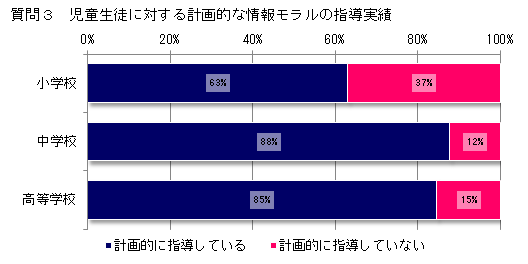 質問３　児童生徒に対する計画的な情報モラルの指導実績
0% 20% 40% 60% 80% 100%
小学校 63% 37%
中学校 88% 12%
高等学校 85% 15%
■計画的に指導している ■計画的に指導していない